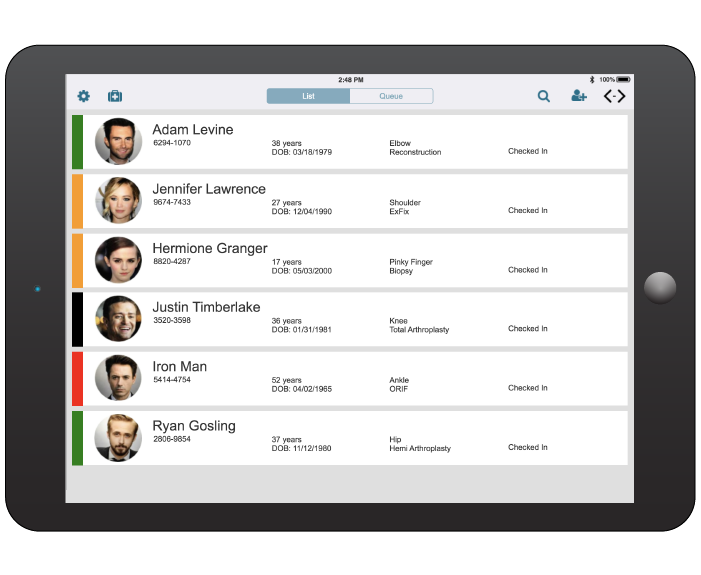 2:48 PM
100%
List
Queue
Adam Levine
6294-1070
38 years
DOB: 03/18/1979
Elbow
Reconstruction
Checked In
Jennifer Lawrence
9674-7433
27 years
DOB: 12/04/1990
Shoulder
ExFix
Checked In
Hermione Granger
8820-4287
17 years
DOB: 05/03/2000
Pinky Finger
Biopsy
Checked In
Justin Timberlake
3520-3598
36 years
DOB: 01/31/1981
Knee
Total Arthroplasty
Checked In
Iron Man
5414-4754
52 years
DOB: 04/02/1965
Ankle
ORIF
Checked In
Ryan Gosling
2806-9854
37 years
DOB: 11/12/1980
Hip
Hemi Arthroplasty
Checked In